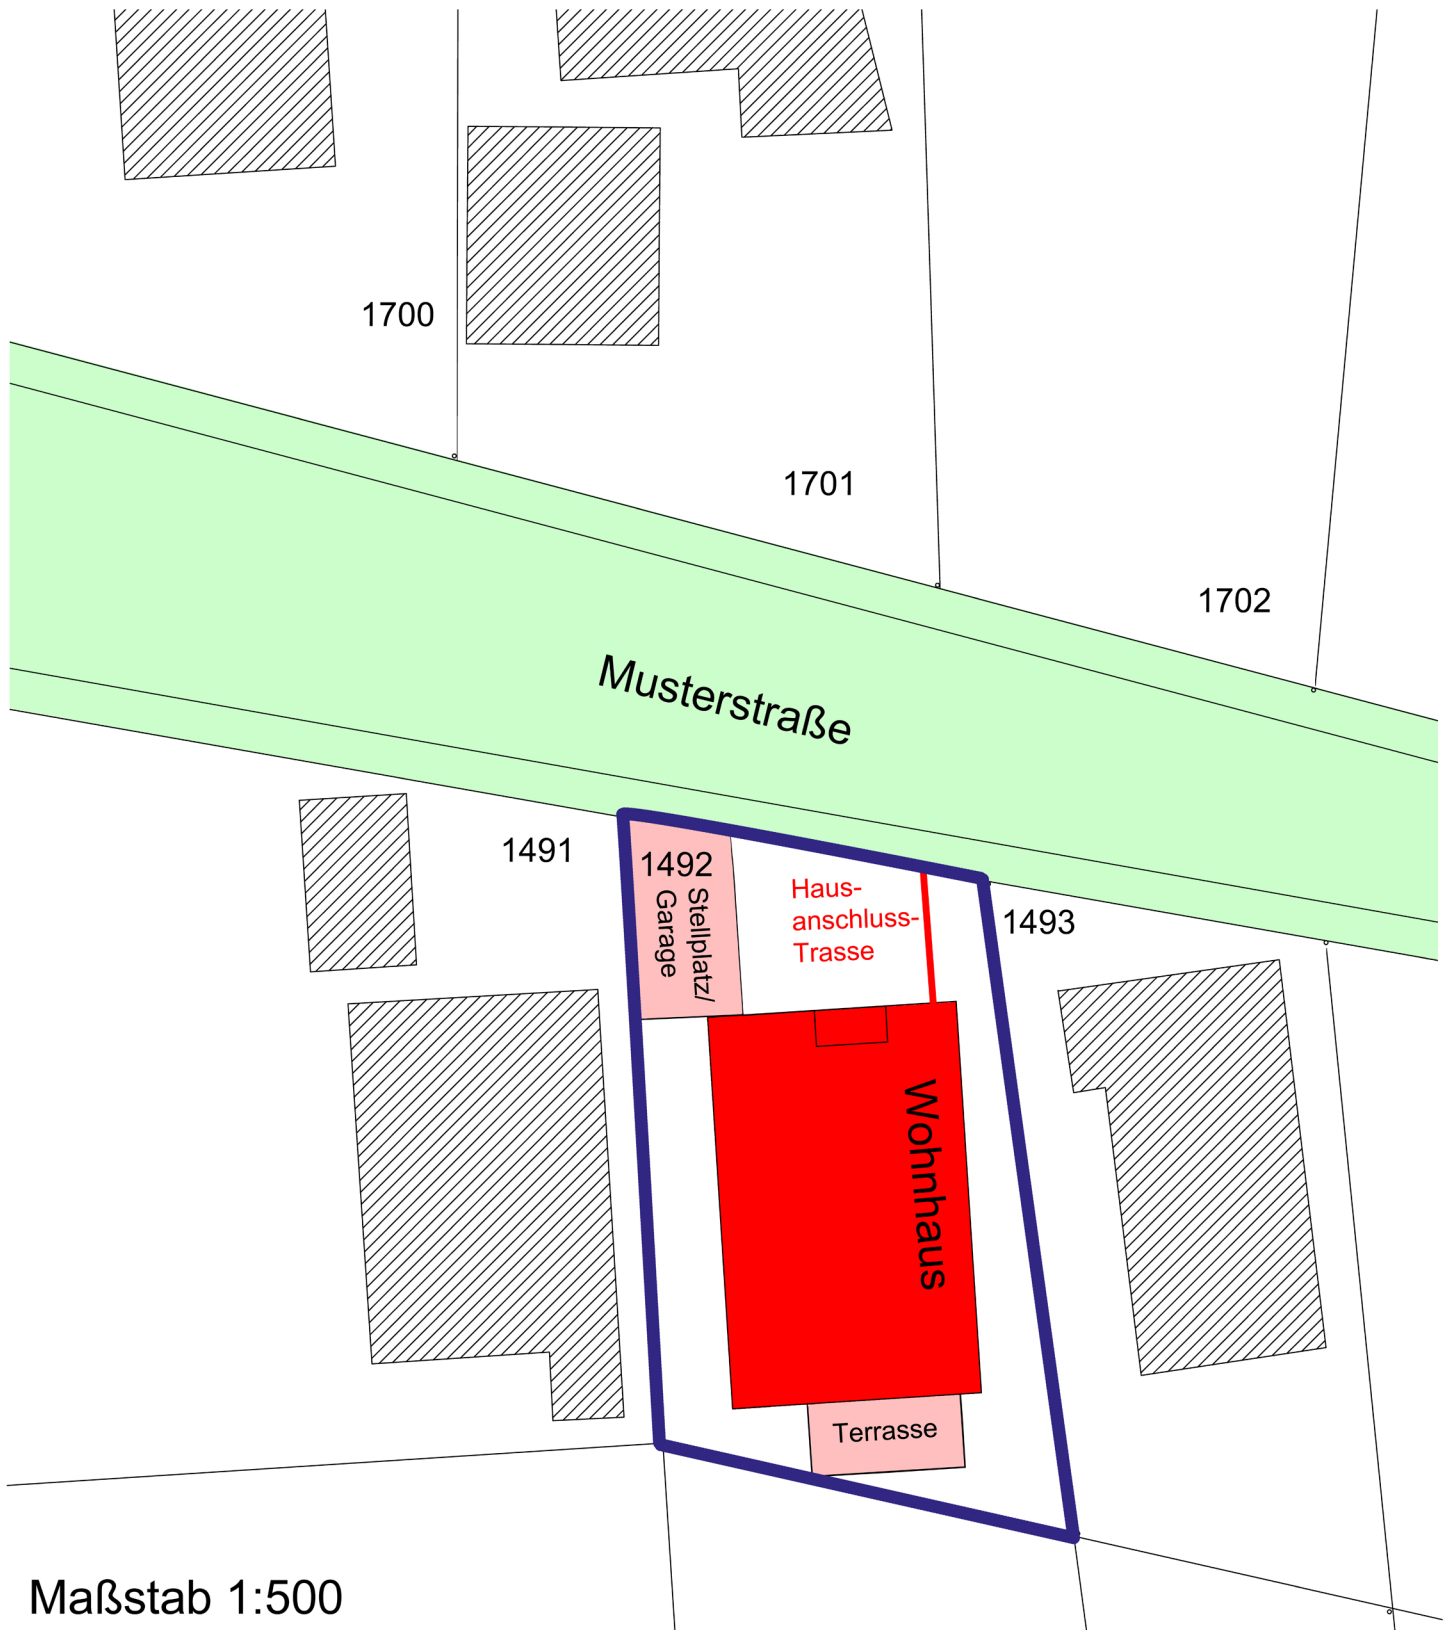 1700
1701
1702
Musterstraße
1491
1492
Stellplatz/
Garage
Haus-
anschluss-
Trasse
1493
Wohnhaus
Terrasse
Maßstab 1:500